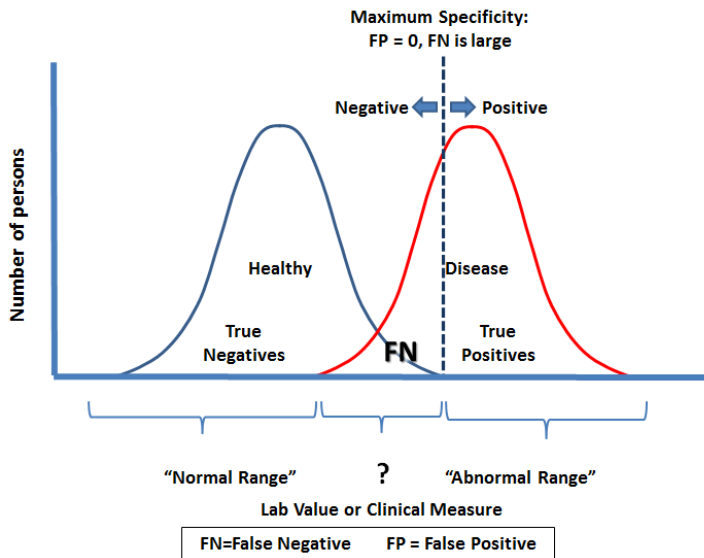 Maximum Specificity:
FP = 0, FN is large
Negative
Positive
Number of persons
Healthy
Disease
True
Negatives
FN
True
Positives
“Normal Range”
?
“Abnormal Range”
Lab Value or Clinical Measure
FN=False Negative FP = False Positive